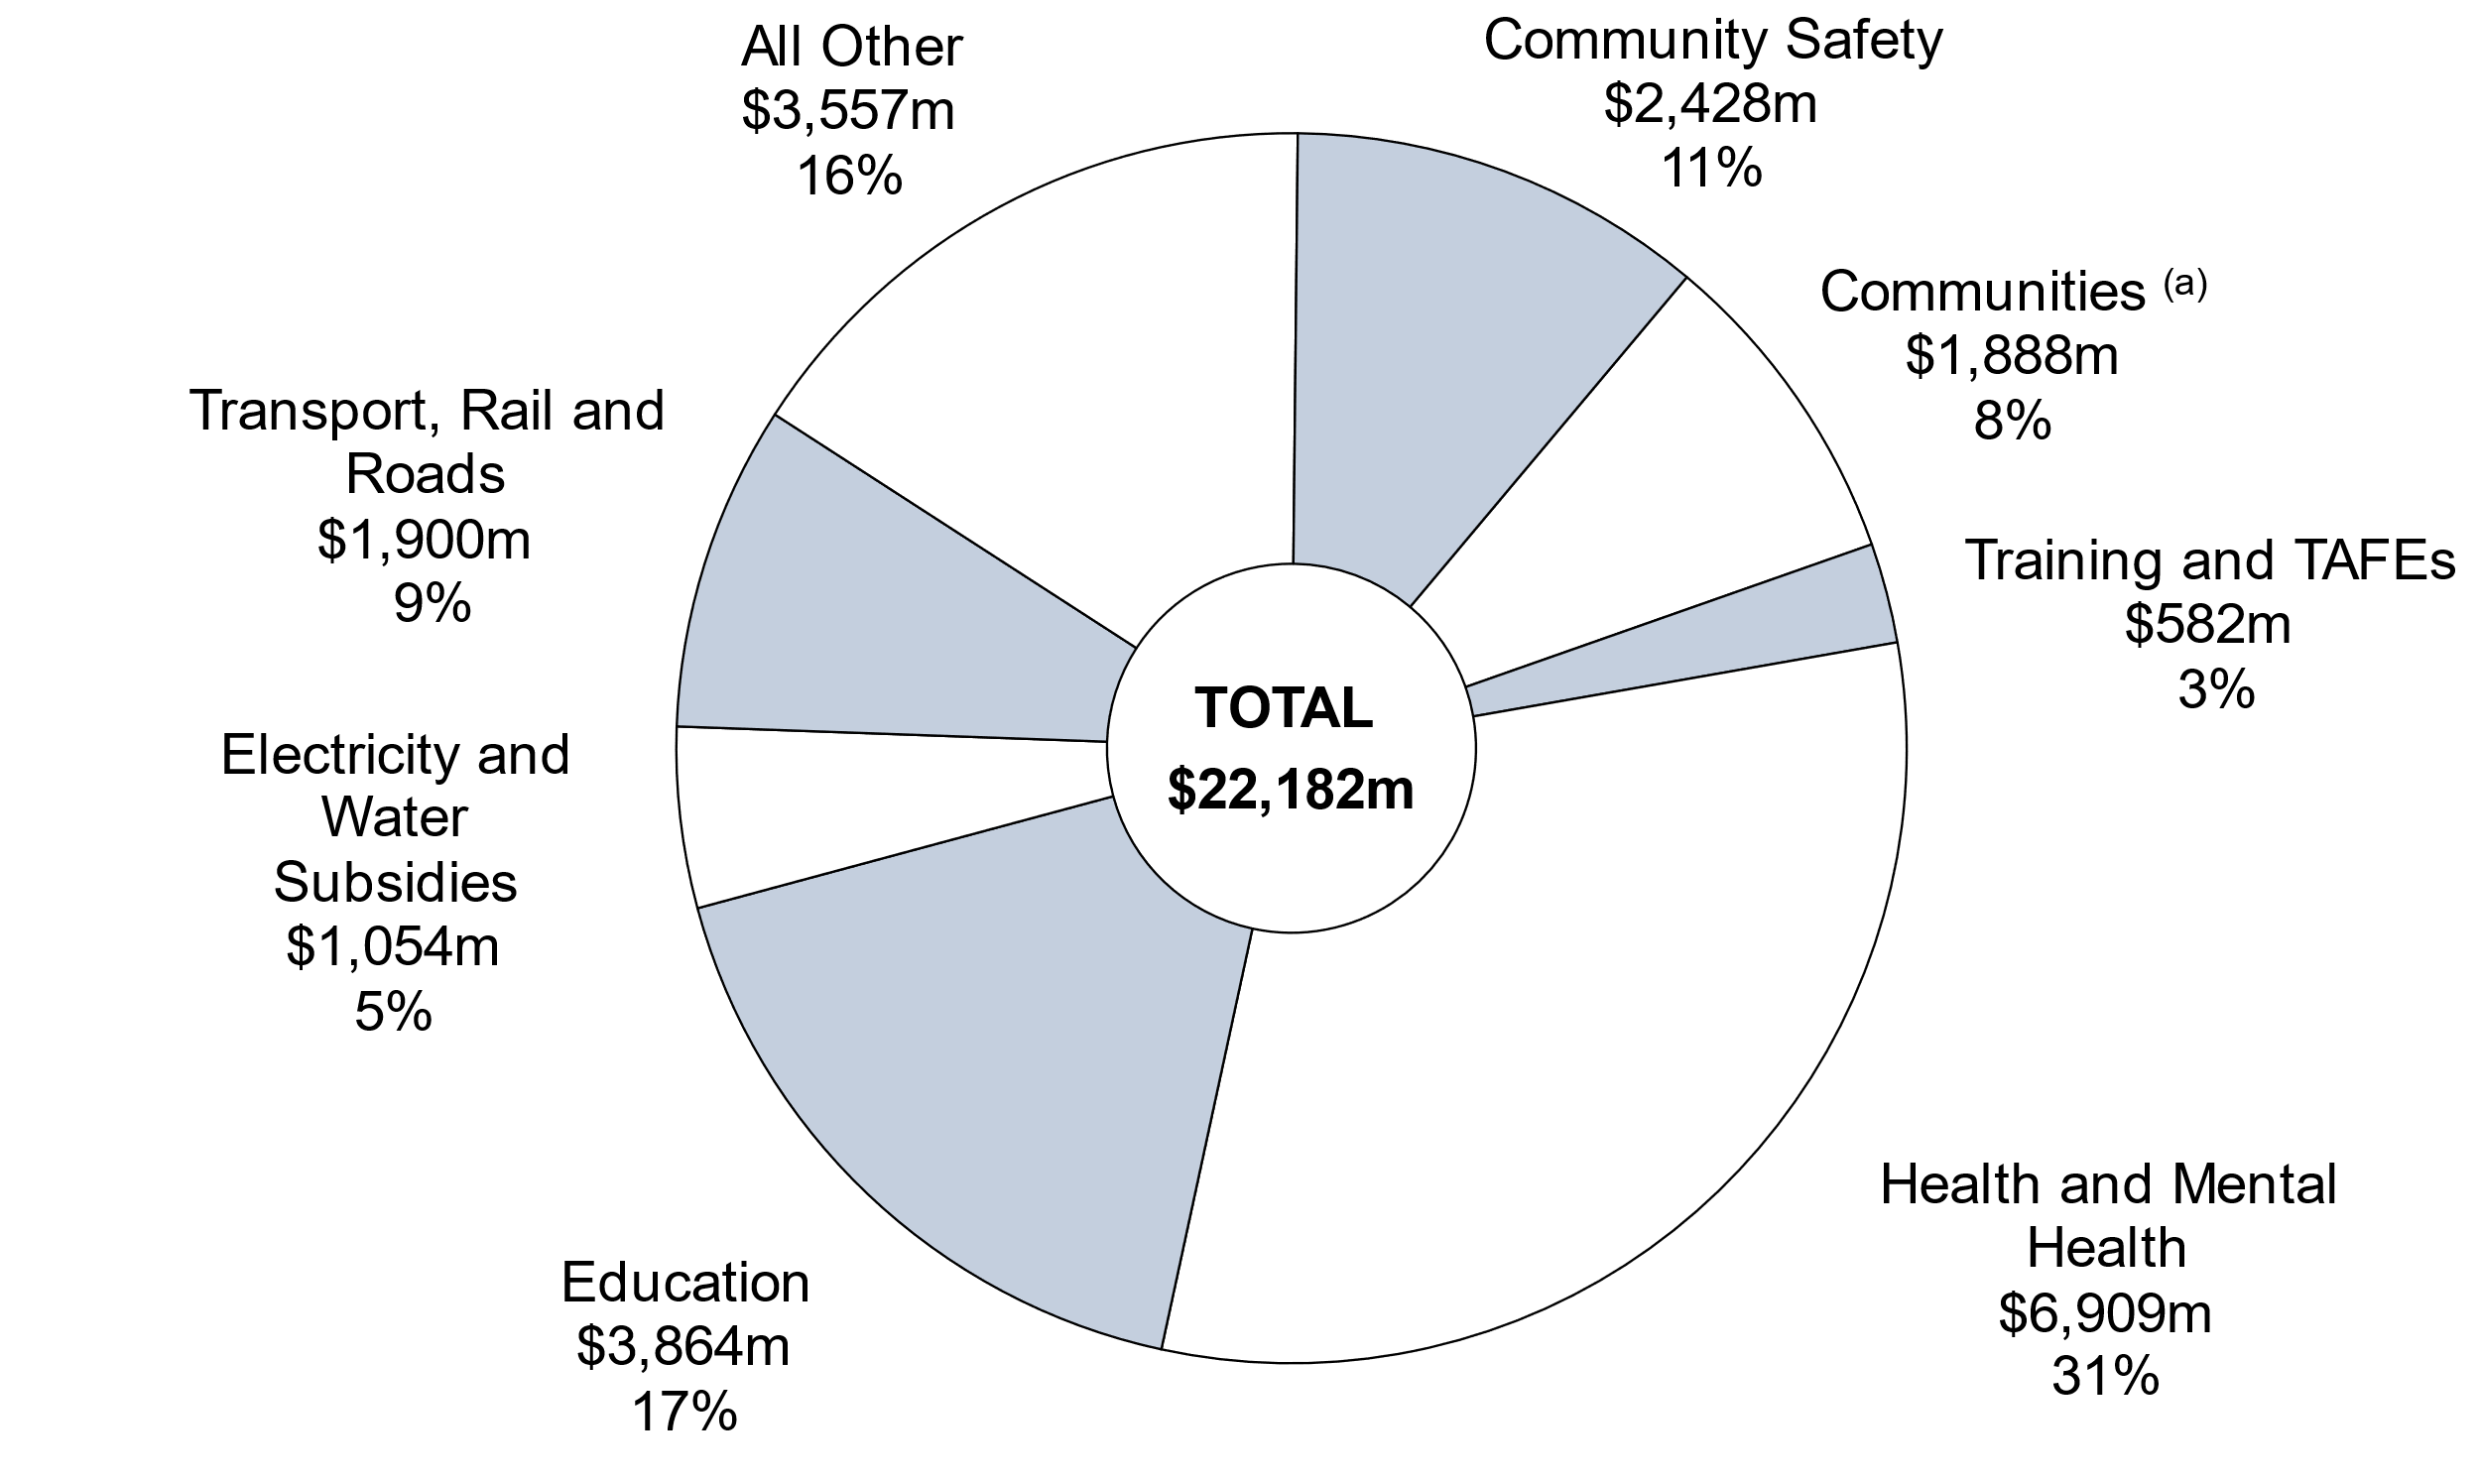 All Other
$3,557m
16%
Community Safety
$2,428m
11%
Communities (a)
$1,888m
8%
Training and TAFEs
$582m
3%
Health and Mental
Health
$6,909m
31%
Education
$3,864m
17%
Electricity and
Water
Subsidies
$1,054m
5%
Transport, Rail and
Roads
$1,900m
9%
TOTAL
$22,182m